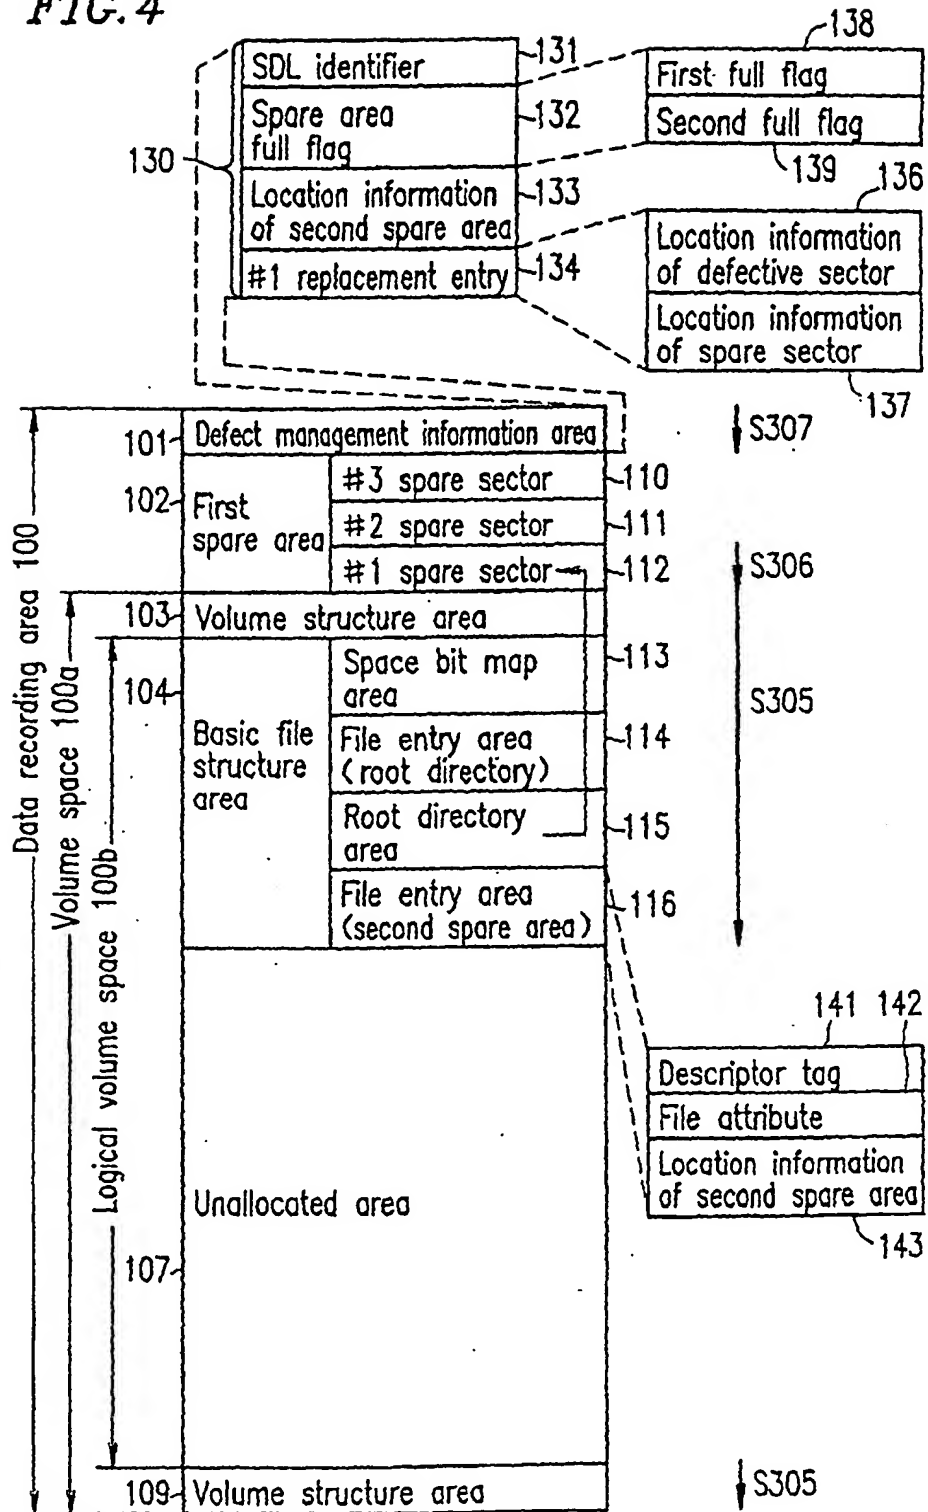 FIG. 4
138
131
SDL identifier
First full flag
132
Spare area
full flag
Second full flag
130
139
133
136
Location information
of second spare area
Location information
of defective sector
134
#1 replacement entry
Location information
of spare sector
137
101
Defect management information area
S307
102
First
spare area
#3 spare sector
110
#2 spare sector
111
#1 spare sector
112
S306
103
Volume structure area
104
Space bit map
area
113
S305
Basic file
structure
area
File entry area
(root directory)
114
Root directory
area
115
File entry area
(second spare area)
116
Data recording area 100
Volume space 100a
Logical volume space 100b
141 142
Descriptor tag
File attribute
Location information
of second spare area
143
Unallocated area
107
109
Volume structure area
S305